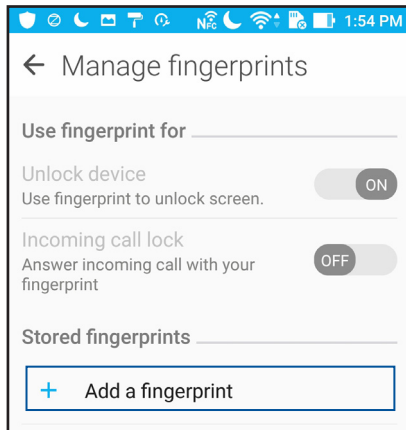 NFC 1:54 PM
Manage fingerprints
Use fingerprint for
Unlock device
Use fingerprint to unlock screen.
ON
Incoming call lock
Answer incoming call with your
fingerprint
OFF
Stored fingerprints
+ Add a fingerprint